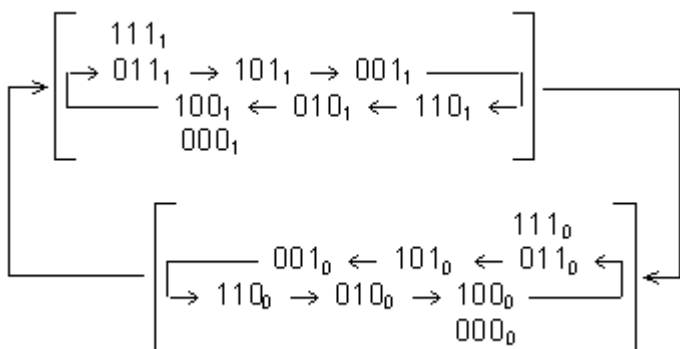 111₁
→ 011₁ → 101₁ → 001₁
100₁ ← 010₁ ← 110₁ ←
000₁
111₀
001₀ ← 101₀ ← 011₀ ←
→ 110₀ → 010₀ → 100₀
000₀